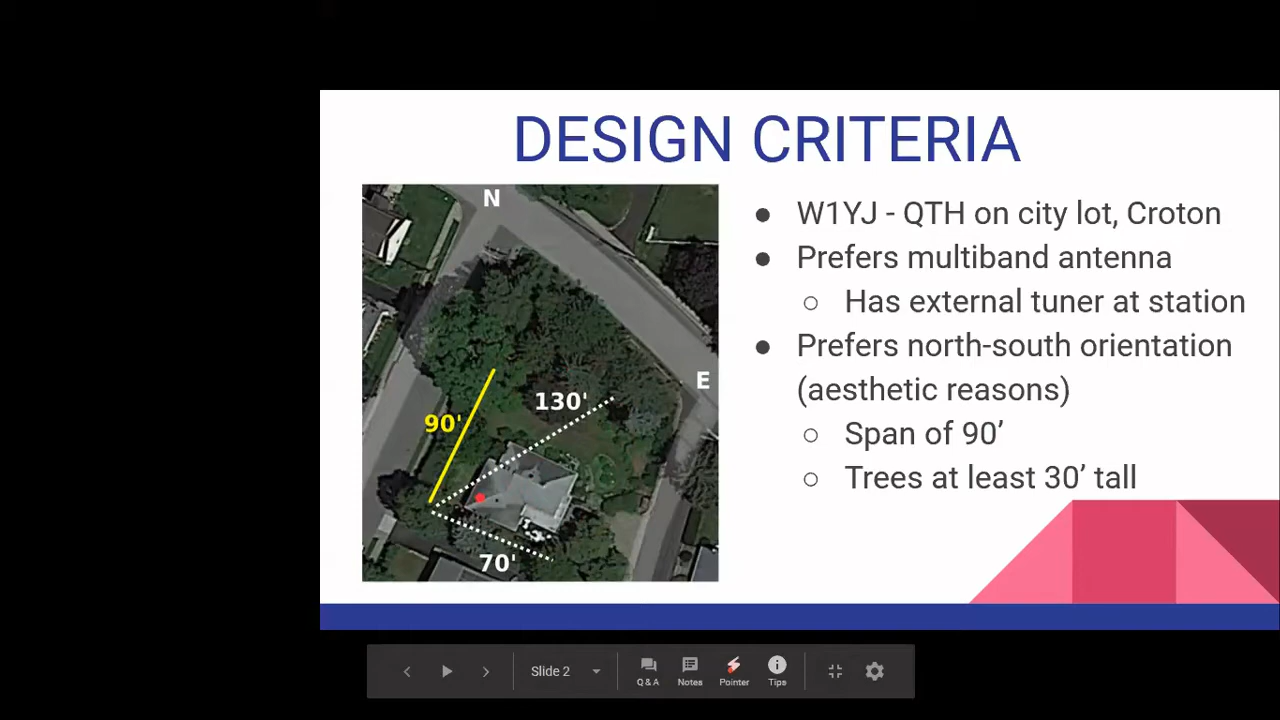 DESIGN CRITERIA
N
E
130'
90'
70'
● W1YJ - QTH on city lot, Croton
● Prefers multiband antenna
○ Has external tuner at station
● Prefers north-south orientation
(aesthetic reasons)
○ Span of 90’
○ Trees at least 30’ tall
Slide 2
Q & A
Notes
Pointer
Tips